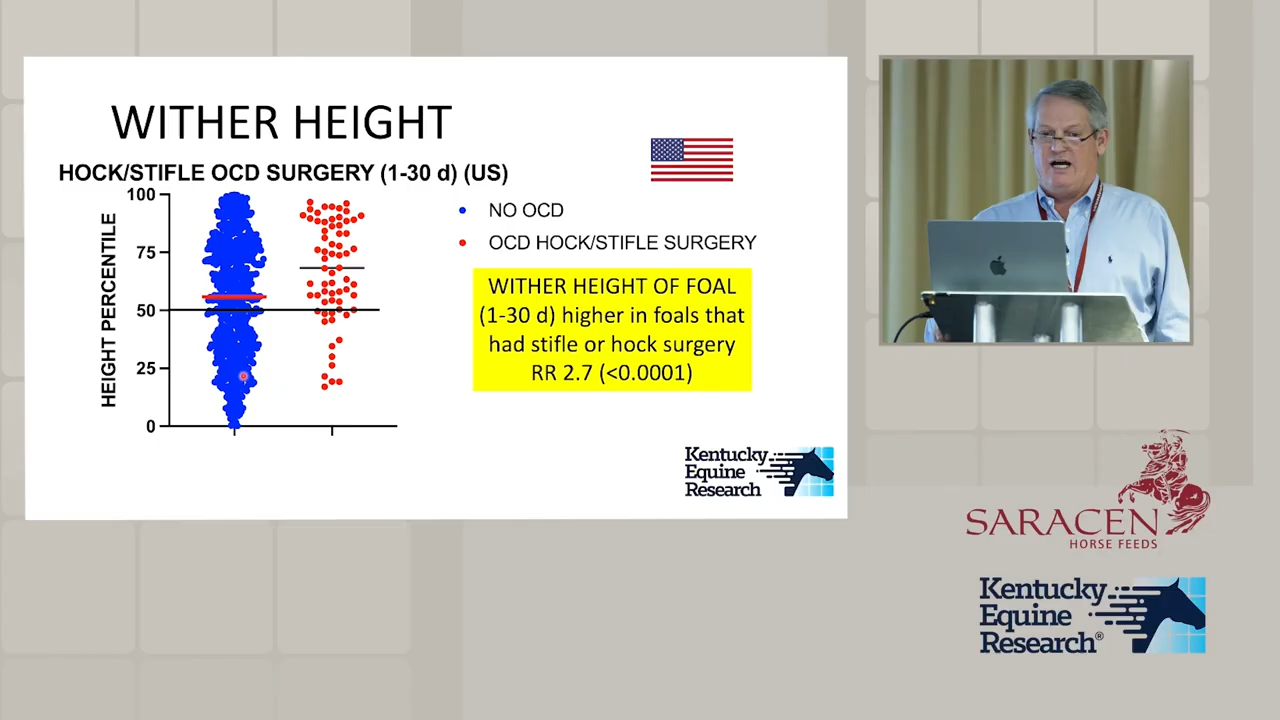 WITHER HEIGHT
HOCK/STIFLE OCD SURGERY (1-30 d) (US)
HEIGHT PERCENTILE
100
75
50
25
0
NO OCD
OCD HOCK/STIFLE SURGERY
WITHER HEIGHT OF FOAL
(1-30 d) higher in foals that
had stifle or hock surgery
RR 2.7 (<0.0001)
Kentucky
Equine
Research
SARACEN
HORSE FEEDS
Kentucky
Equine
Research®